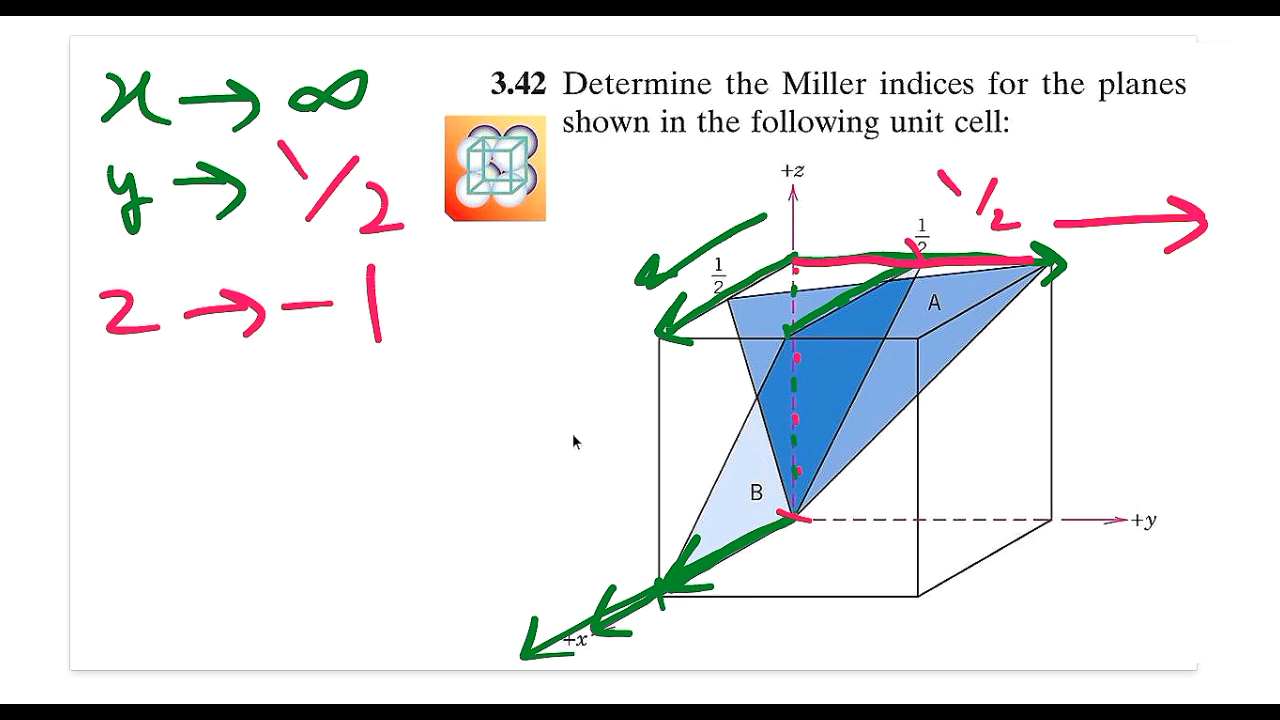 x → ∞
y → 1/2
z → -1
3.42 Determine the Miller indices for the planes
shown in the following unit cell:
+z
1/2
1/2
1/2
A
B
+y
+x